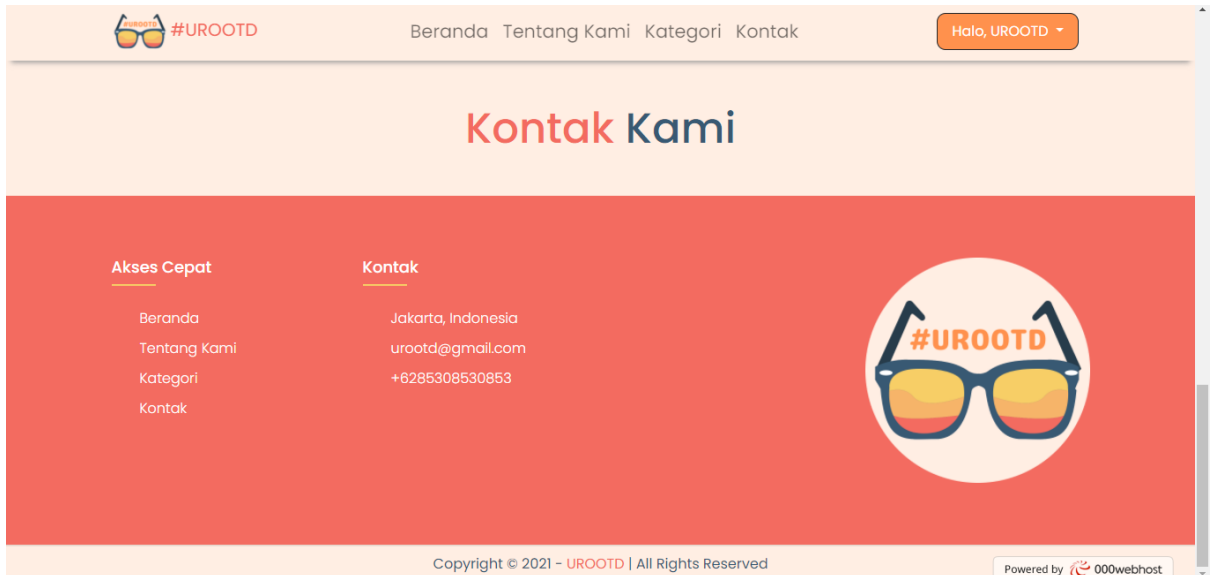 #UROOTD #UROOTD Beranda Tentang Kami Kategori Kontak Halo, UROOTD
Kontak Kami
Akses Cepat
Beranda
Tentang Kami
Kategori
Kontak
Kontak
Jakarta, Indonesia
urootd@gmail.com
+6285308530853
#UROOTD
Copyright © 2021 - UROOTD | All Rights Reserved
Powered by 000webhost